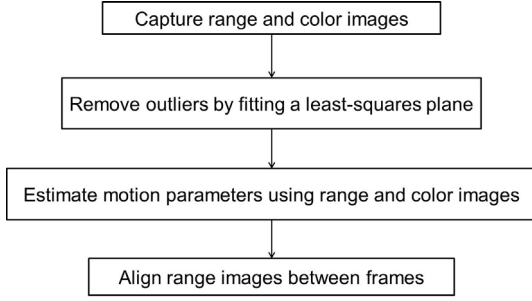 Capture range and color images
Remove outliers by fitting a least-squares plane
Estimate motion parameters using range and color images
Align range images between frames